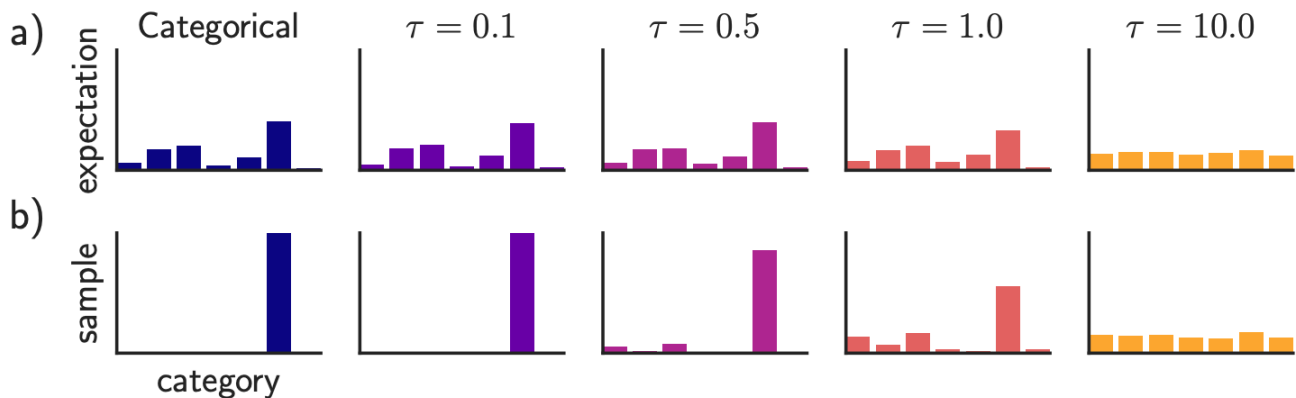 a) Categorical τ = 0.1 τ = 0.5 τ = 1.0 τ = 10.0
expectation
b)
sample
category